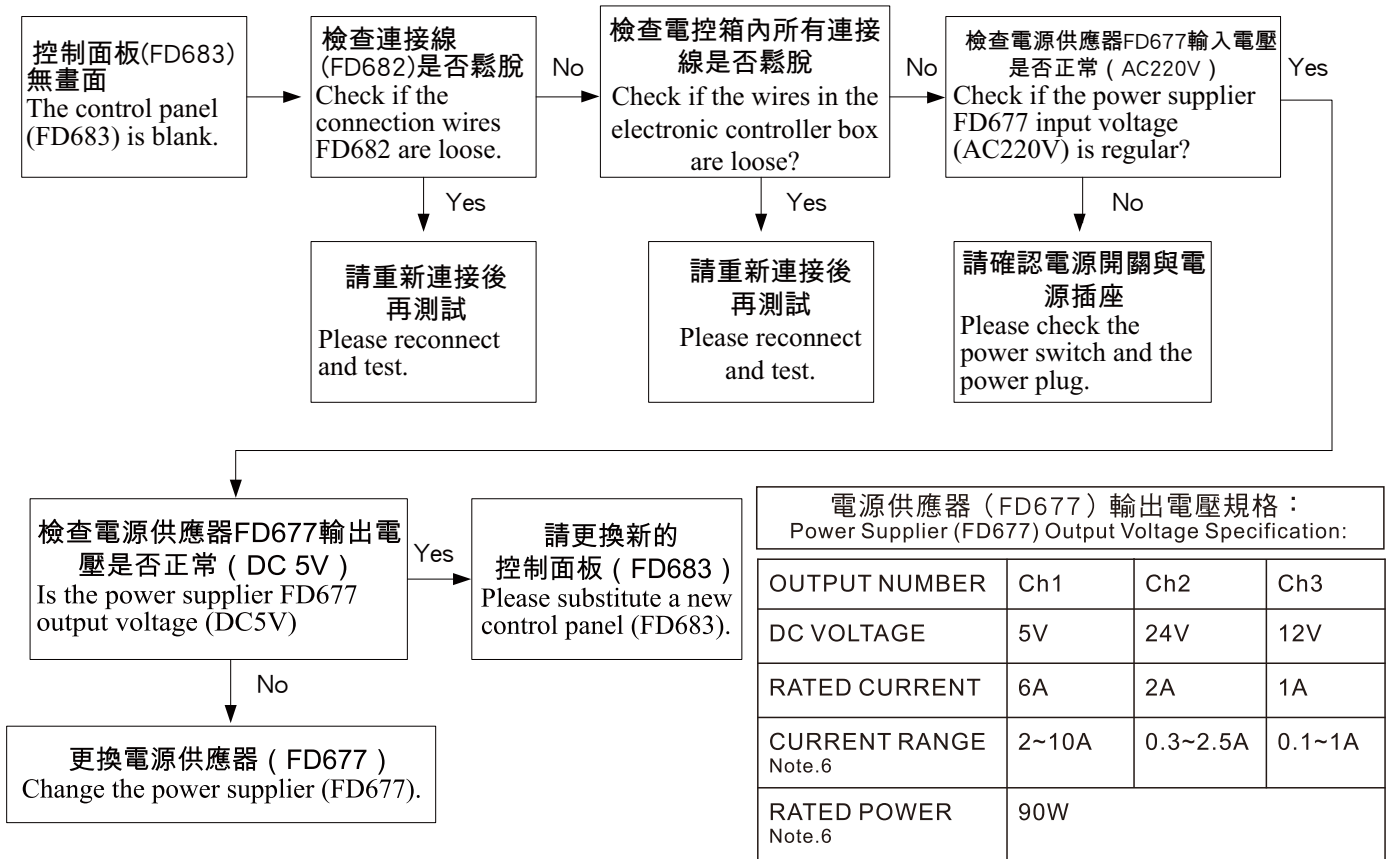 控制面板(FD683)
無畫面
The control panel
(FD683) is blank.
檢查連接線
(FD682)是否鬆脫
Check if the
connection wires
FD682 are loose.
No
檢查電控箱內所有連接
線是否鬆脫
Check if the wires in the
electronic controller box
are loose?
No
檢查電源供應器FD677輸入電壓
是否正常（AC220V）
Check if the power supplier
FD677 input voltage
(AC220V) is regular?
Yes
Yes
Yes
No
請重新連接後
再測試
Please reconnect
and test.
請重新連接後
再測試
Please reconnect
and test.
請確認電源開關與電
源插座
Please check the
power switch and the
power plug.
檢查電源供應器FD677輸出電
壓是否正常（DC 5V）
Is the power supplier FD677
output voltage (DC5V)
Yes
請更換新的
控制面板（FD683）
Please substitute a new
control panel (FD683).
No
更換電源供應器（FD677）
Change the power supplier (FD677).
電源供應器（FD677）輸出電壓規格：
Power Supplier (FD677) Output Voltage Specification:
OUTPUT NUMBER Ch1 Ch2 Ch3
DC VOLTAGE 5V 24V 12V
RATED CURRENT 6A 2A 1A
CURRENT RANGE 2~10A 0.3~2.5A 0.1~1A
Note.6
RATED POWER 90W
Note.6